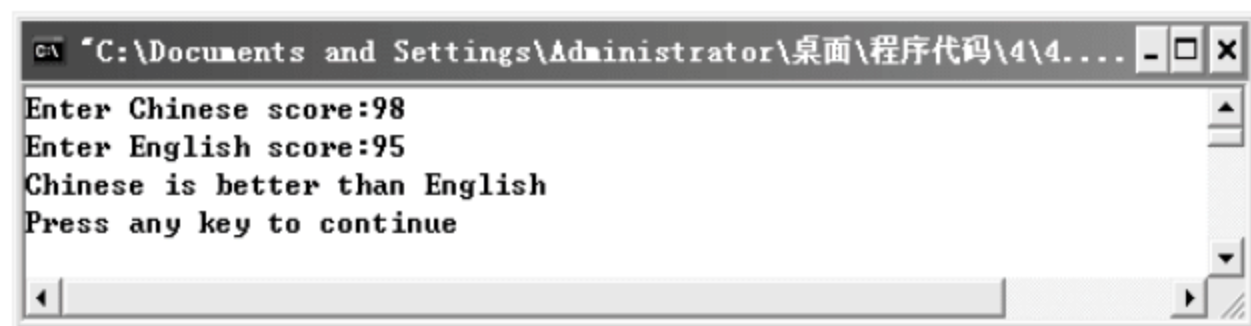 "C:\Documents and Settings\Administrator\桌面\程序代码\4\4....
Enter Chinese score:98
Enter English score:95
Chinese is better than English
Press any key to continue